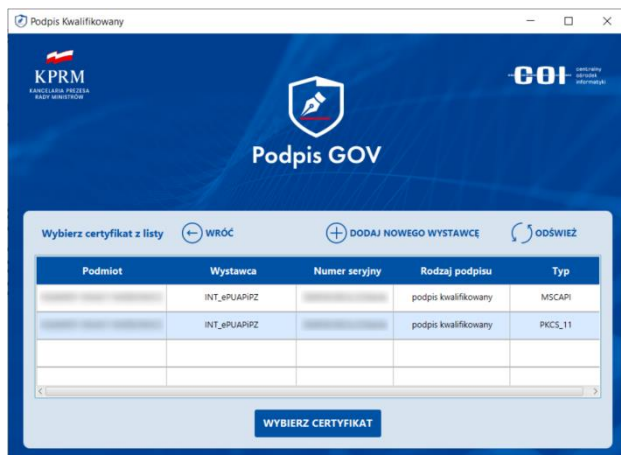 Podpis Kwalifikowany
KPRM
KANCELARIA PREZESA
RADY MINISTRÓW
COI
centralny
ośrodek
informatyki
Podpis GOV
Wybierz certyfikat z listy
WRÓĆ
DODAJ NOWEGO WYSTAWCĘ
ODŚWIEŻ
Podmiot Wystawca Numer seryjny Rodzaj podpisu Typ
INT_ePUAPiPZ podpis kwalifikowany MSCAPI
INT_ePUAPiPZ podpis kwalifikowany PKCS_11
WYBIERZ CERTYFIKAT